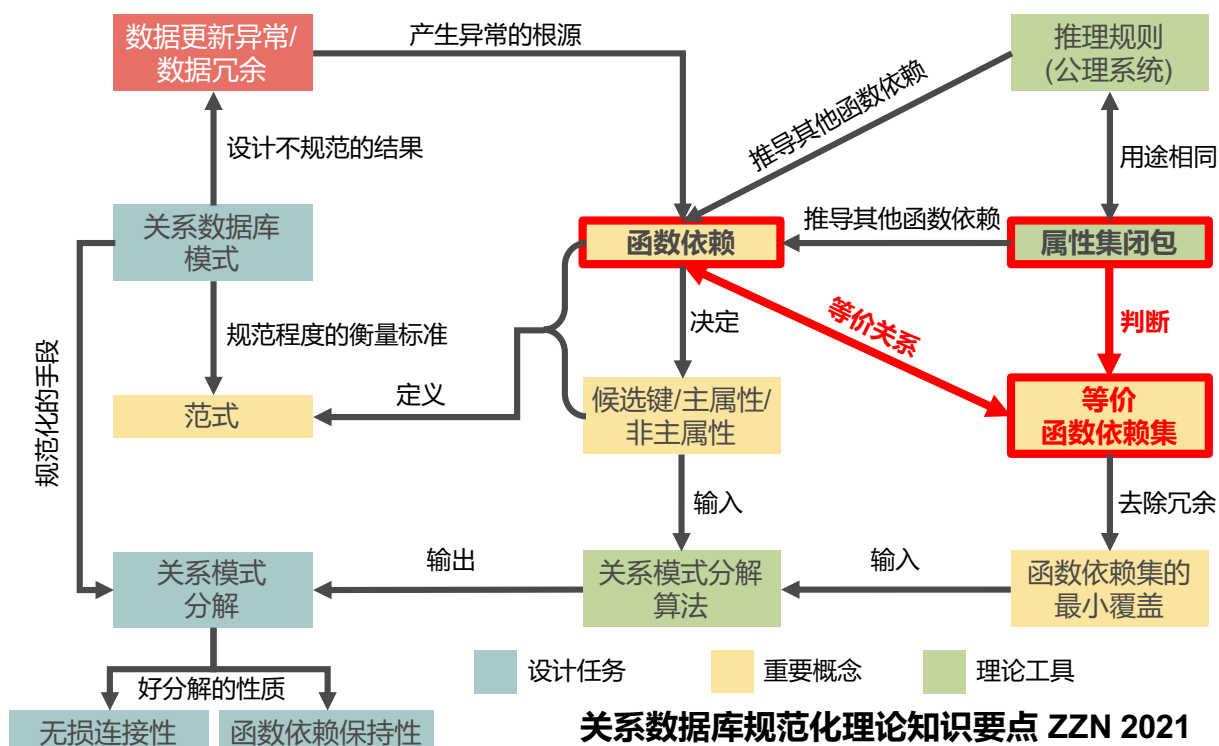 数据更新异常/
数据冗余
产生异常的根源
推理规则
(公理系统)
推导其他函数依赖
设计不规范的结果
用途相同
关系数据库
模式
函数依赖
推导其他函数依赖
属性集闭包
规范程度的衡量标准
决定
等价关系
判断
规范化的手段
范式
定义
候选键/主属性/
非主属性
等价
函数依赖集
输入
去除冗余
关系模式
分解
输出
关系模式分解
算法
输入
函数依赖集的
最小覆盖
好分解的性质
设计任务
重要概念
理论工具
无损连接性
函数依赖保持性
关系数据库规范化理论知识要点 ZZN 2021